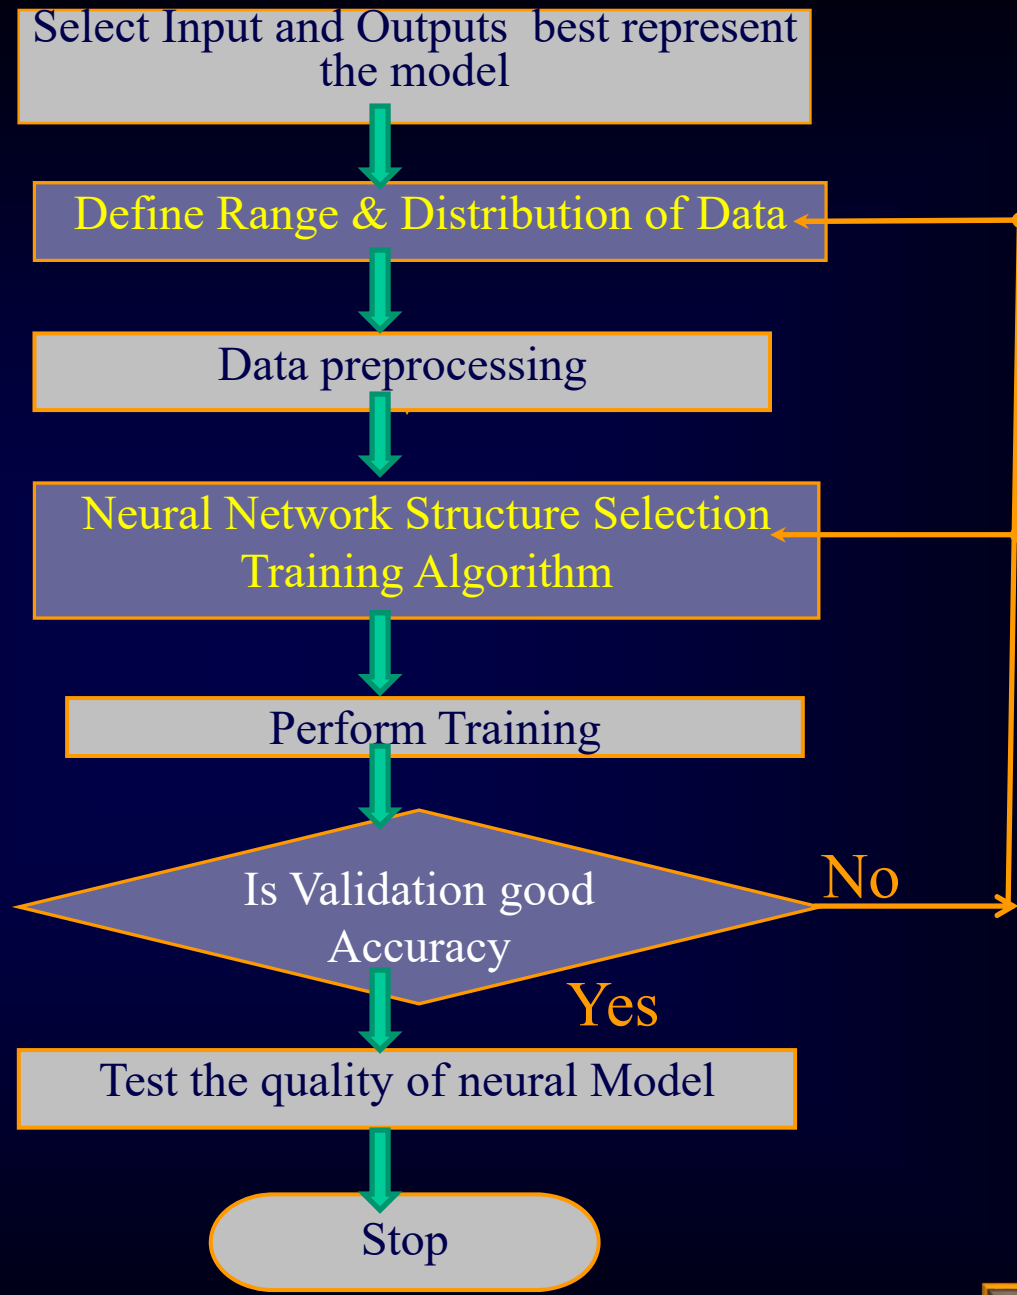 Select Input and Outputs  best represent
the model
Define Range & Distribution of Data
Data preprocessing
Neural Network Structure Selection
Training Algorithm
Perform Training
Is Validation good
Accuracy
No
Yes
Test the quality of neural Model
Stop